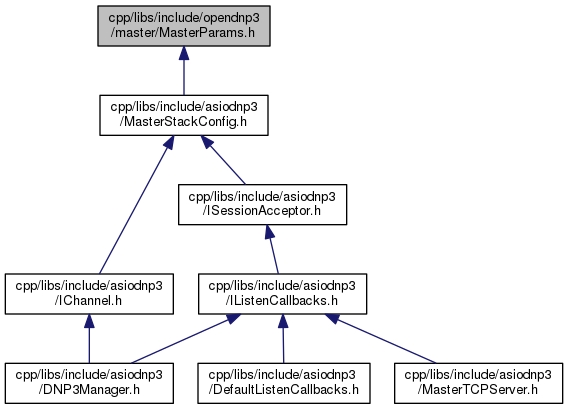 cpp/libs/include/opendnp3
/master/MasterParams.h
cpp/libs/include/asiodnp3
/MasterStackConfig.h
cpp/libs/include/asiodnp3
/ISessionAcceptor.h
cpp/libs/include/asiodnp3
/IChannel.h
cpp/libs/include/asiodnp3
/IListenCallbacks.h
cpp/libs/include/asiodnp3
/DNP3Manager.h
cpp/libs/include/asiodnp3
/DefaultListenCallbacks.h
cpp/libs/include/asiodnp3
/MasterTCPServer.h